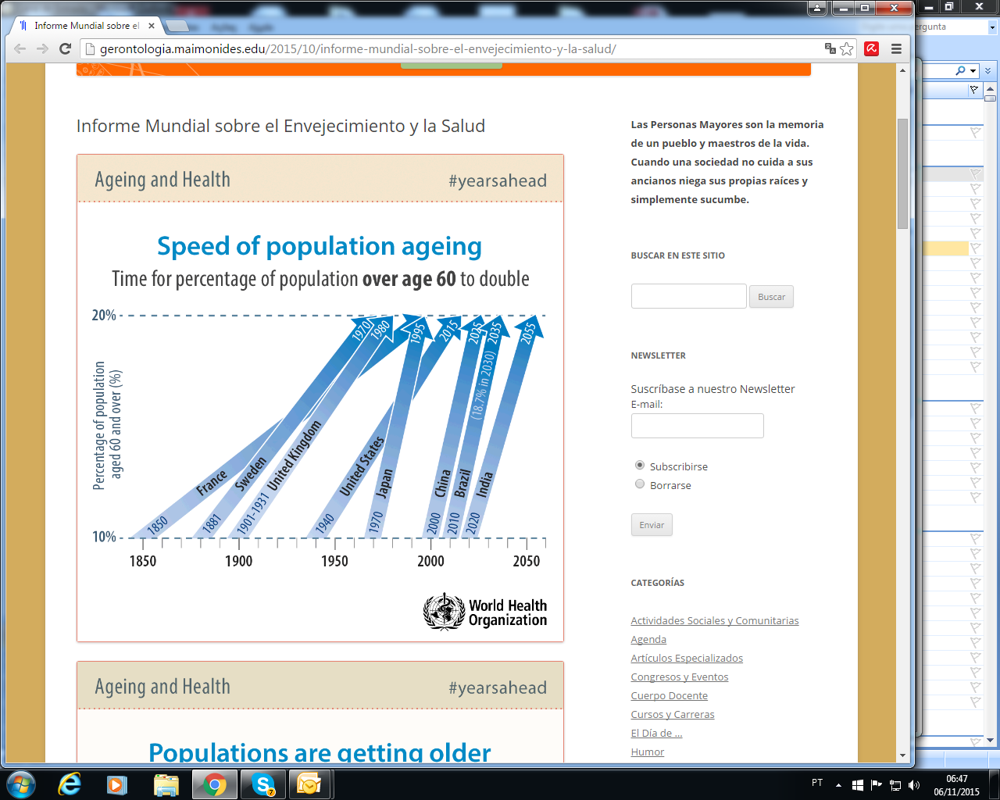 Informe Mundial sobre el
ergunta
gerontologia.maimonides.edu/2015/10/informe-mundial-sobre-el-envejecimiento-y-la-salud/
Informe Mundial sobre el Envejecimiento y la Salud
Ageing and Health
#yearsahead
Speed of population ageing
Time for percentage of population over age 60 to double
Percentage of population
aged 60 and over (%)
20%
10%
1970
1980
1995
2015
2025
2035
(18.7% in 2030)
2055
France
Sweden
United Kingdom
United States
Japan
China
Brazil
India
1850
1881
1901-1931
1940
1970
2000
2010
2020
1850
1900
1950
2000
2050
World Health
Organization
Ageing and Health
#yearsahead
Populations are getting older
Las Personas Mayores son la memoria
de un pueblo y maestros de la vida.
Cuando una sociedad no cuida a sus
ancianos niega sus propias raíces y
simplemente sucumbe.
BUSCAR EN ESTE SITIO
Buscar
NEWSLETTER
Suscríbase a nuestro Newsletter
E-mail:
Subscribirse
Borrarse
Enviar
CATEGORÍAS
Actividades Sociales y Comunitarias
Agenda
Artículos Especializados
Congresos y Eventos
Cuerpo Docente
Cursos y Carreras
El Día de ...
Humor
7
PT
06:47
06/11/2015